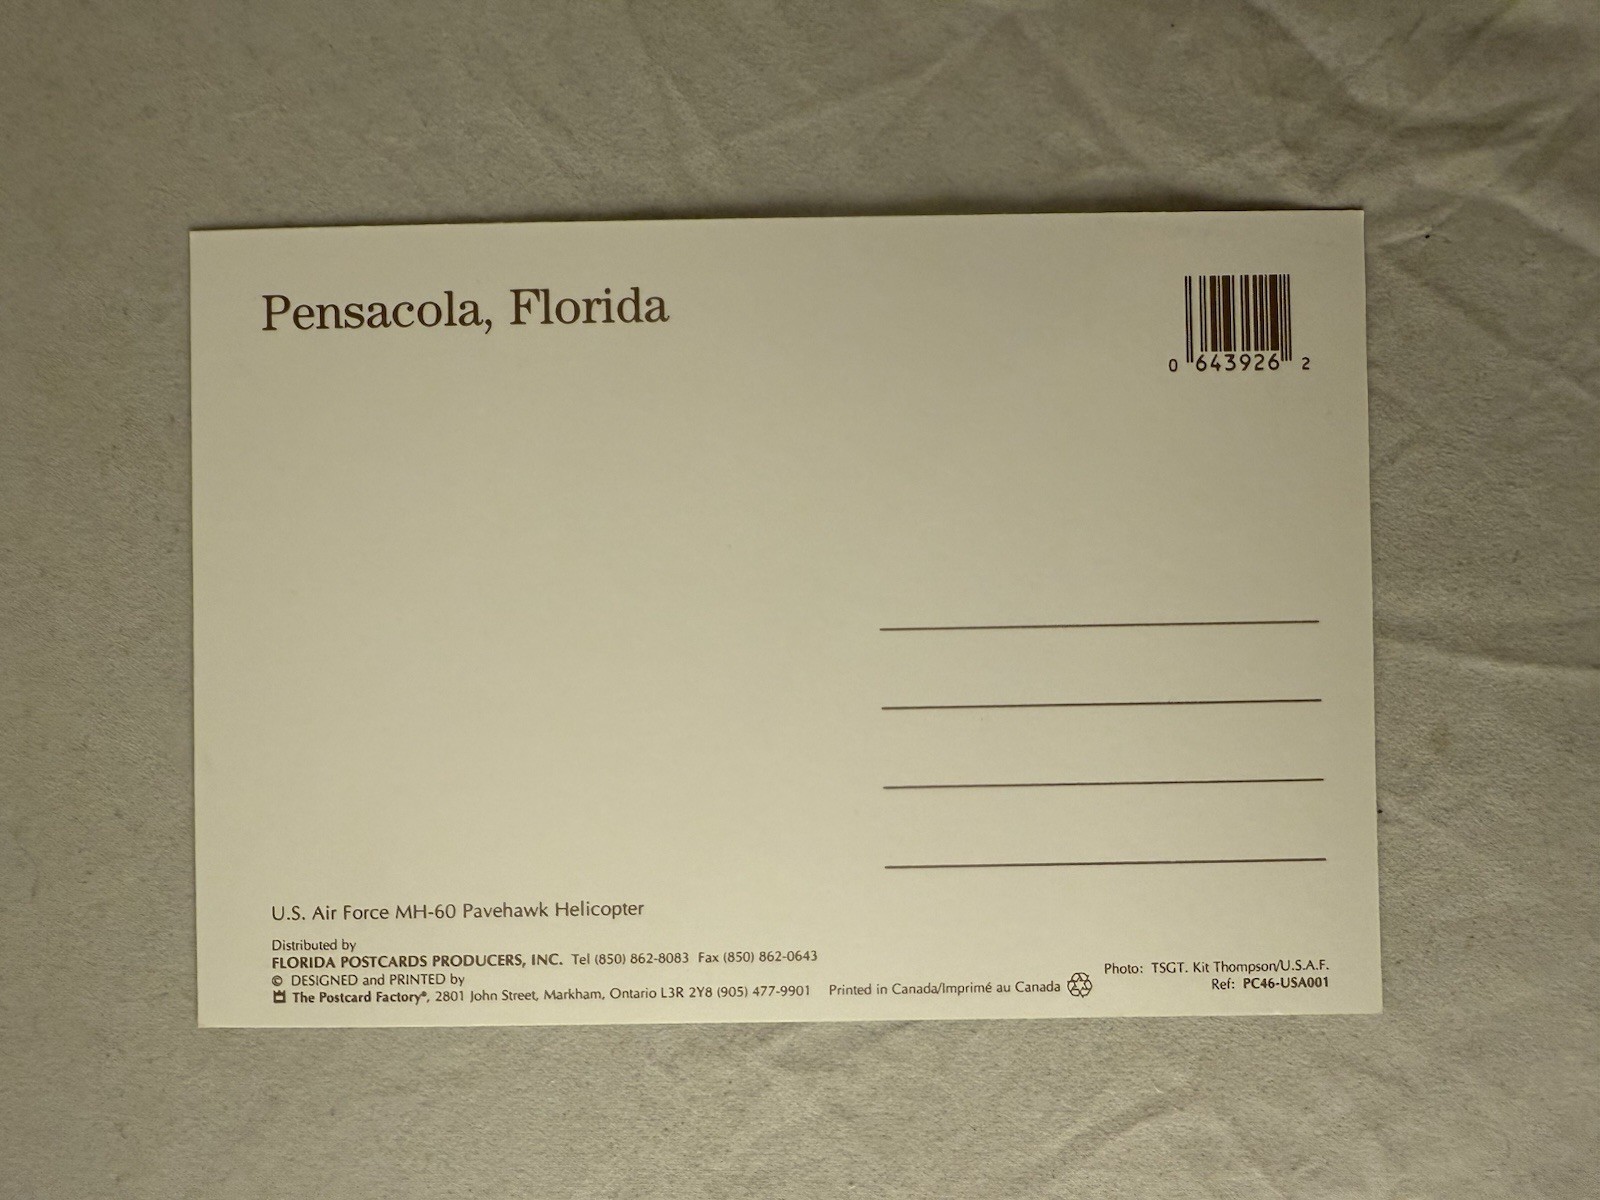 Pensacola, Florida
0 643926 2
U.S. Air Force MH-60 Pavehawk Helicopter
Distributed by
FLORIDA POSTCARDS PRODUCERS, INC. Tel (850) 862-8083 Fax (850) 862-0643
© DESIGNED and PRINTED by
The Postcard Factory®, 2801 John Street, Markham, Ontario L3R 2Y8 (905) 477-9901 Printed in Canada/Imprimé au Canada
Photo: TSGT. Kit Thompson/U.S.A.F.
Ref: PC46-USA001